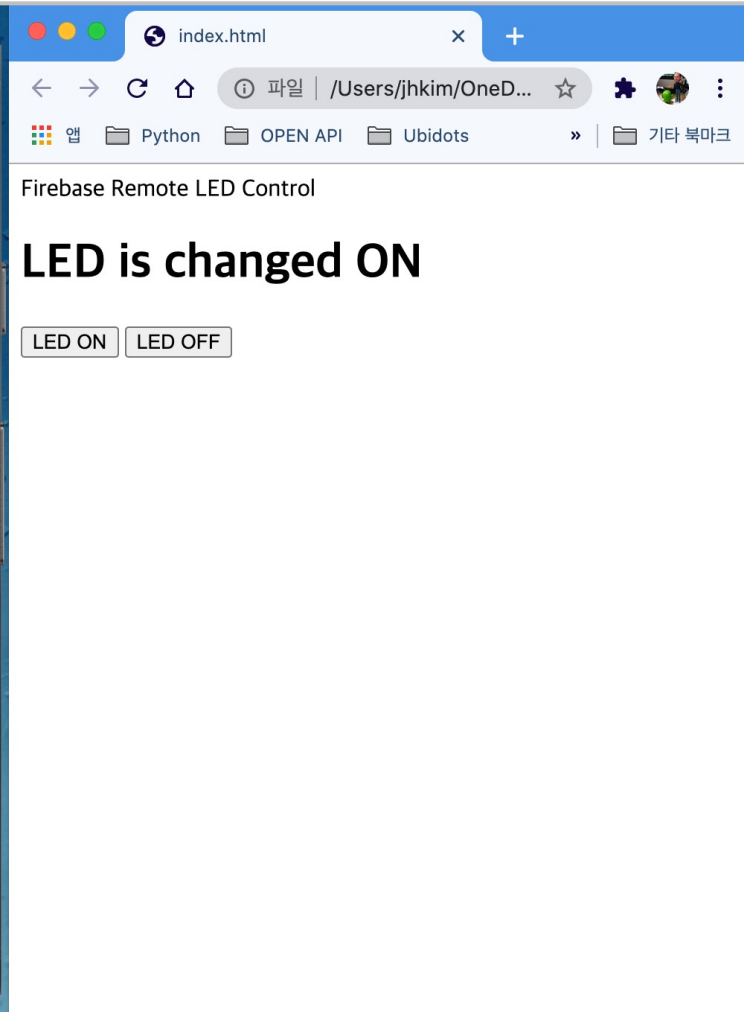 index.html
파일 /Users/jhkim/OneD...
앱 Python OPEN API Ubidots » 기타 북마크
Firebase Remote LED Control
LED is changed ON
LED ON LED OFF